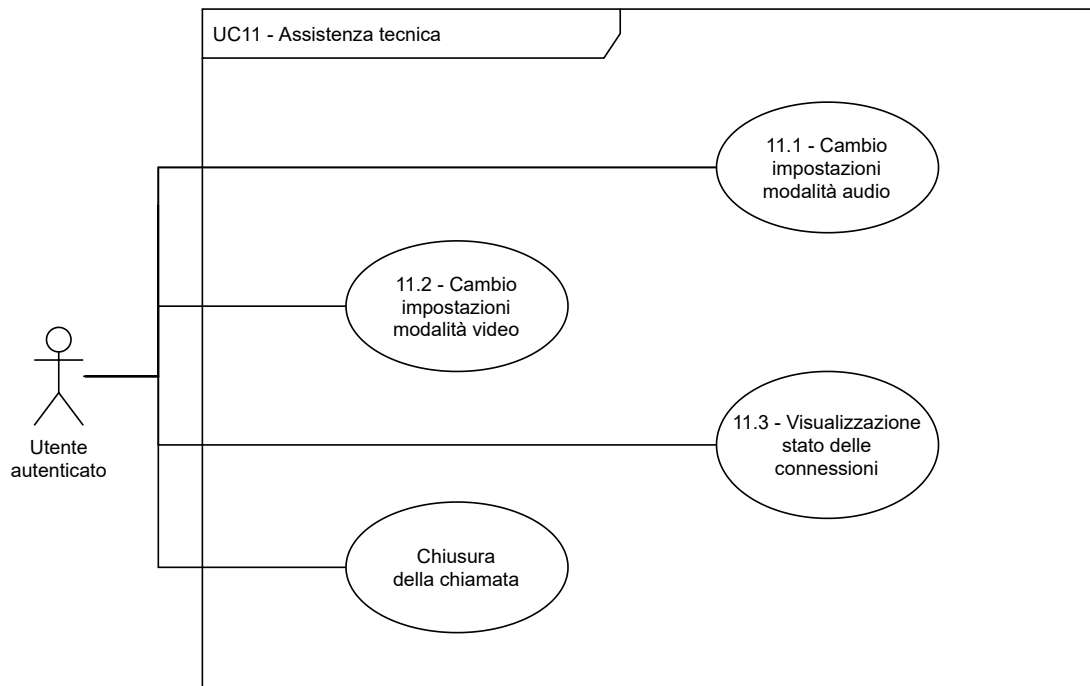 UC11 - Assistenza tecnica
11.1 - Cambio
impostazioni
modalità audio
11.2 - Cambio
impostazioni
modalità video
11.3 - Visualizzazione
stato delle
connessioni
Utente
autenticato
Chiusura
della chiamata